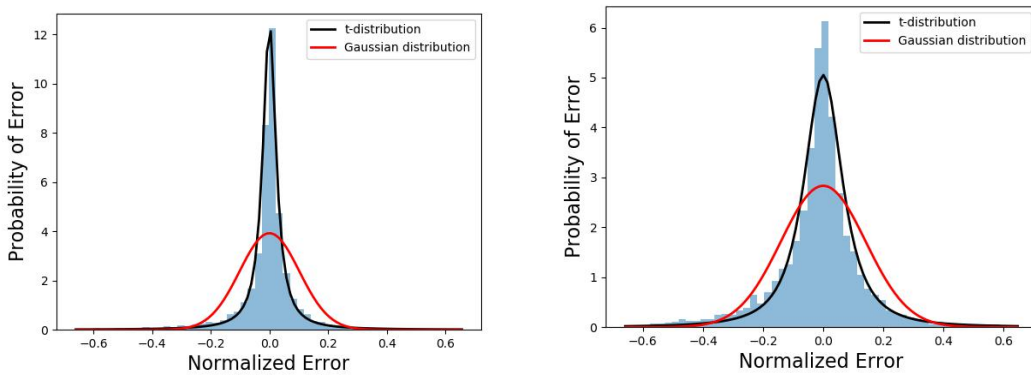 t-distribution
Gaussian distribution
12
10
8
6
4
2
0
−0.6 −0.4 −0.2 0.0 0.2 0.4 0.6
Probability of Error
Normalized Error
t-distribution
Gaussian distribution
6
5
4
3
2
1
0
−0.6 −0.4 −0.2 0.0 0.2 0.4 0.6
Probability of Error
Normalized Error